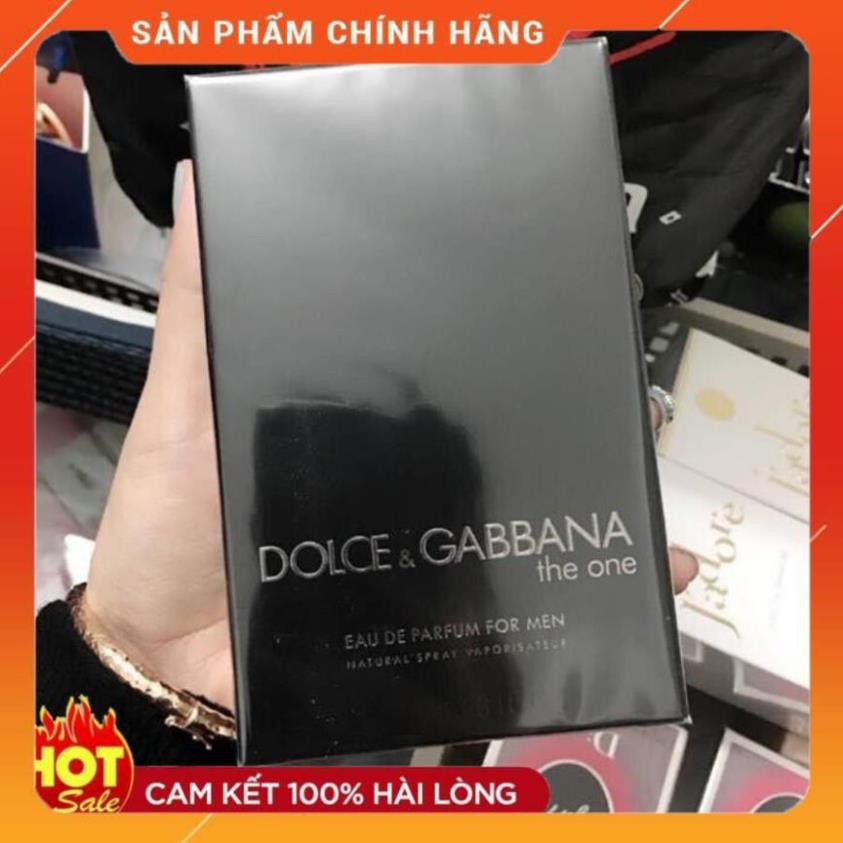 SẢN PHẨM CHÍNH HÃNG
DOLCE & GABBANA
the one
EAU DE PARFUM FOR MEN
NATURAL SPRAY VAPORISATEUR
j'adore
j'adore
HOT
Sale
CAM KẾT 100% HÀI LÒNG